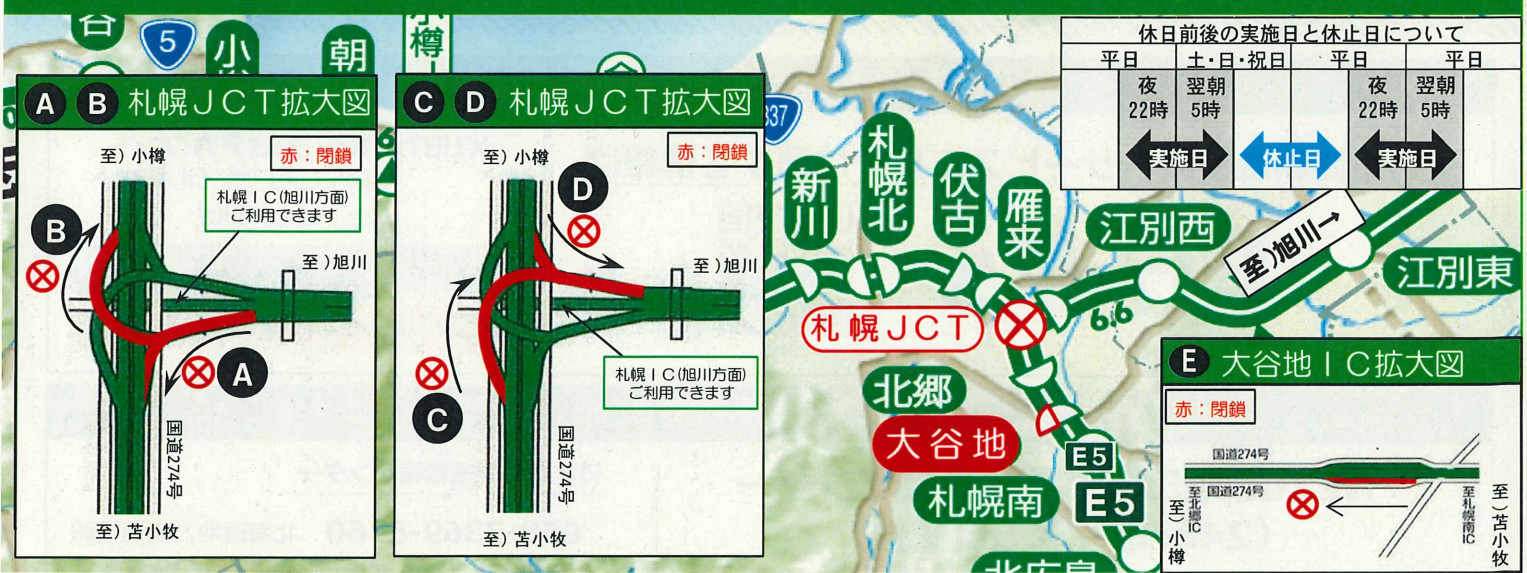 5
朝
337
休日前後の実施日と休止日について
平日 土・日・祝日 平日 平日
夜 翌朝 夜 翌朝
22時 5時 22時 5時
実施日 休止日 実施日
A B 札幌JCT拡大図
赤：閉鎖
至）小樽
札幌IC(旭川方面)
ご利用できます
B
至）旭川
A
国道274号
至）苫小牧
C D 札幌JCT拡大図
赤：閉鎖
至）小樽
D
至）旭川
札幌IC(旭川方面)
ご利用できます
C
国道274号
至）苫小牧
新川
札幌北
伏古
雁来
江別西
至)旭川→
江別東
札幌JCT
6.6
北郷
大谷地
E5
札幌南
E5
E 大谷地IC拡大図
赤：閉鎖
国道274号
国道274号
至北郷IC
至）小樽
至札幌南IC
至）苫小牧